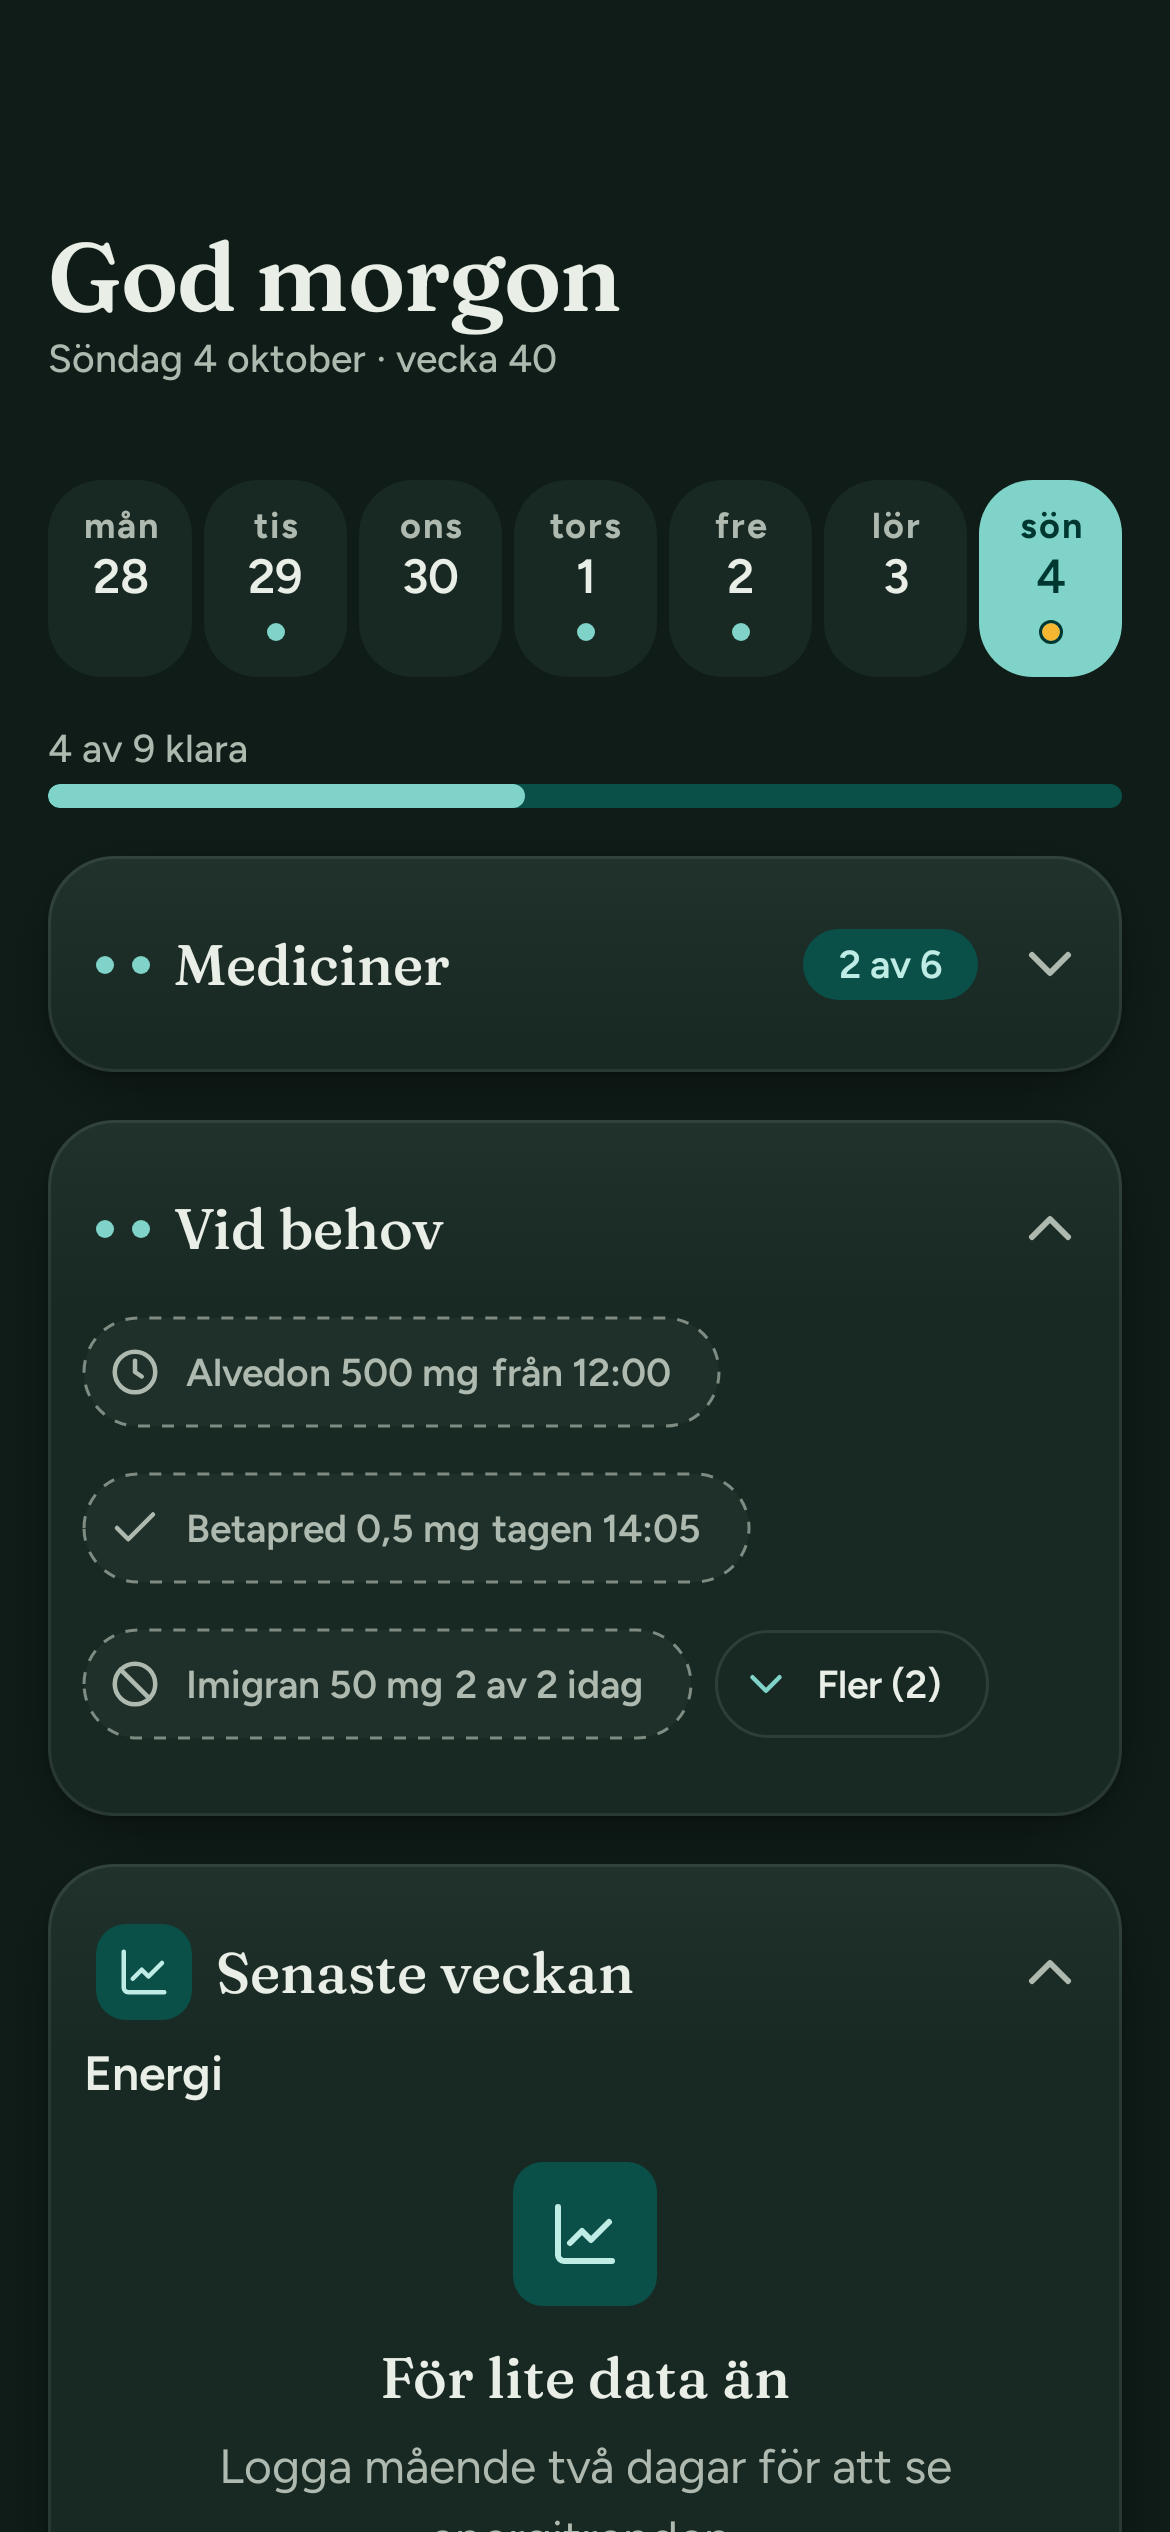 God morgon
Söndag 4 oktober · vecka 40
mån tis ons tors fre lör sön
28 29 30 1 2 3 4
4 av 9 klara
Mediciner 2 av 6
Vid behov
Alvedon 500 mg från 12:00
Betapred 0,5 mg tagen 14:05
Imigran 50 mg 2 av 2 idag Fler (2)
Senaste veckan
Energi
För lite data än
Logga mående två dagar för att se